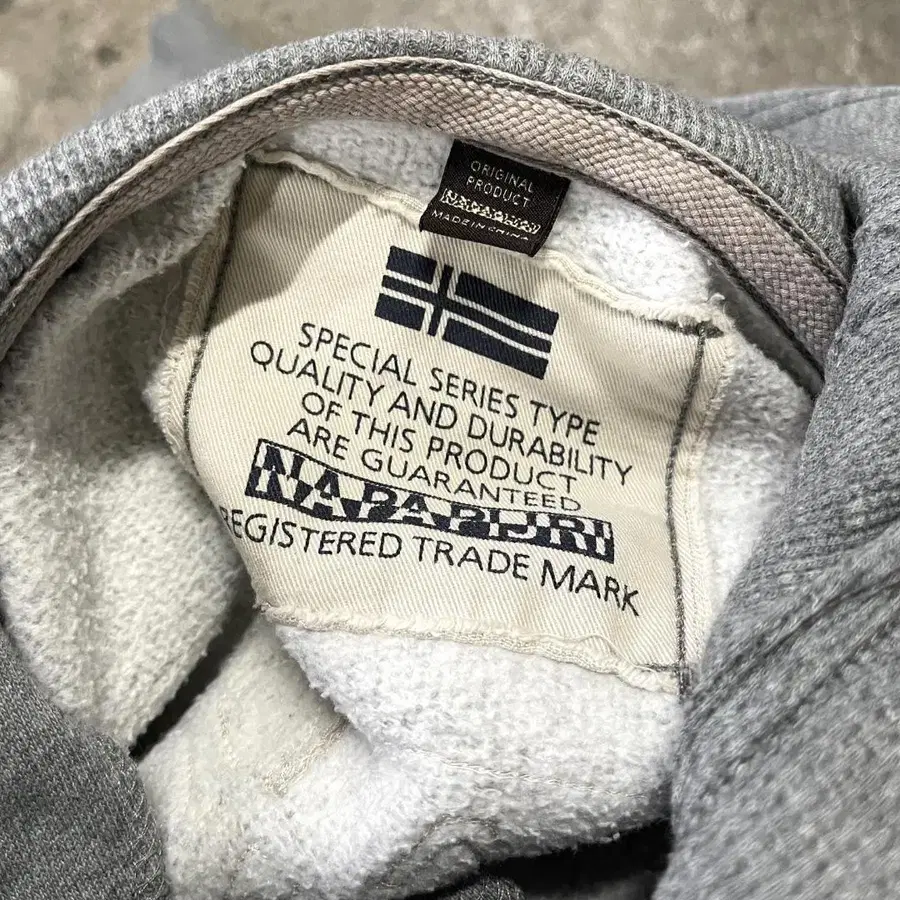 ORIGINAL
PRODUCT
NAPAPIJRI
MADE IN CHINA
SPECIAL SERIES TYPE
QUALITY AND DURABILITY
OF THIS PRODUCT
ARE GUARANTEED
NAPAPIJRI
REGISTERED TRADE MARK